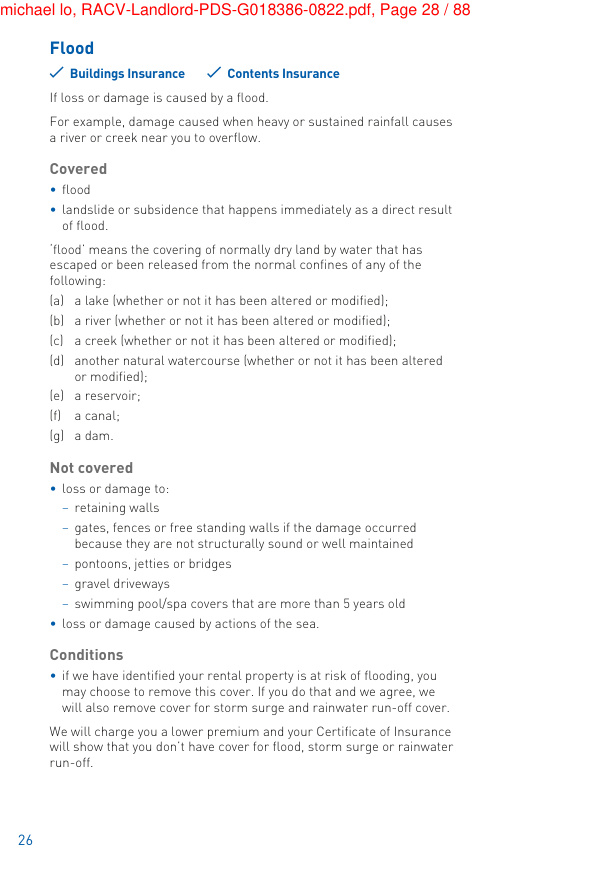 michael lo, RACV-Landlord-PDS-G018386-0822.pdf, Page 28 / 88
Flood
✓ Buildings Insurance ✓ Contents Insurance
If loss or damage is caused by a flood.
For example, damage caused when heavy or sustained rainfall causes
a river or creek near you to overflow.
Covered
• flood
• landslide or subsidence that happens immediately as a direct result
of flood.
'flood' means the covering of normally dry land by water that has
escaped or been released from the normal confines of any of the
following:
(a) a lake (whether or not it has been altered or modified);
(b) a river (whether or not it has been altered or modified);
(c) a creek (whether or not it has been altered or modified);
(d) another natural watercourse (whether or not it has been altered
or modified);
(e) a reservoir;
(f) a canal;
(g) a dam.
Not covered
• loss or damage to:
– retaining walls
– gates, fences or free standing walls if the damage occurred
because they are not structurally sound or well maintained
– pontoons, jetties or bridges
– gravel driveways
– swimming pool/spa covers that are more than 5 years old
• loss or damage caused by actions of the sea.
Conditions
• if we have identified your rental property is at risk of flooding, you
may choose to remove this cover. If you do that and we agree, we
will also remove cover for storm surge and rainwater run-off cover.
We will charge you a lower premium and your Certificate of Insurance
will show that you don't have cover for flood, storm surge or rainwater
run-off.
26